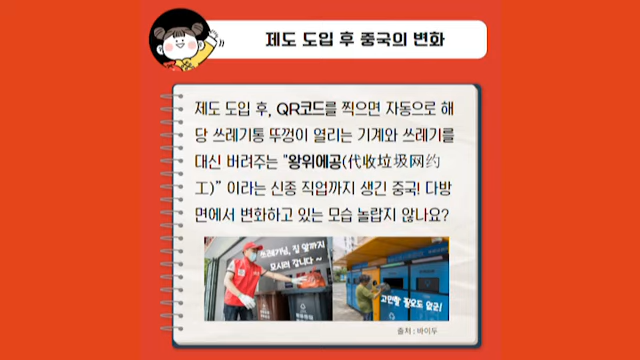 제도 도입 후 중국의 변화
제도 도입 후, QR코드를 찍으면 자동으로 해
당 쓰레기통 뚜껑이 열리는 기계와 쓰레기를
대신 버려주는 "왕위에공(代收垃圾网约
工)" 이라는 신종 직업까지 생긴 중국! 다방
면에서 변화하고 있는 모습 놀랍지 않나요?
쓰레기님, 집 앞까지
모시러 갑니다 ~
고민할 필요도 없군!
출처 : 바이두